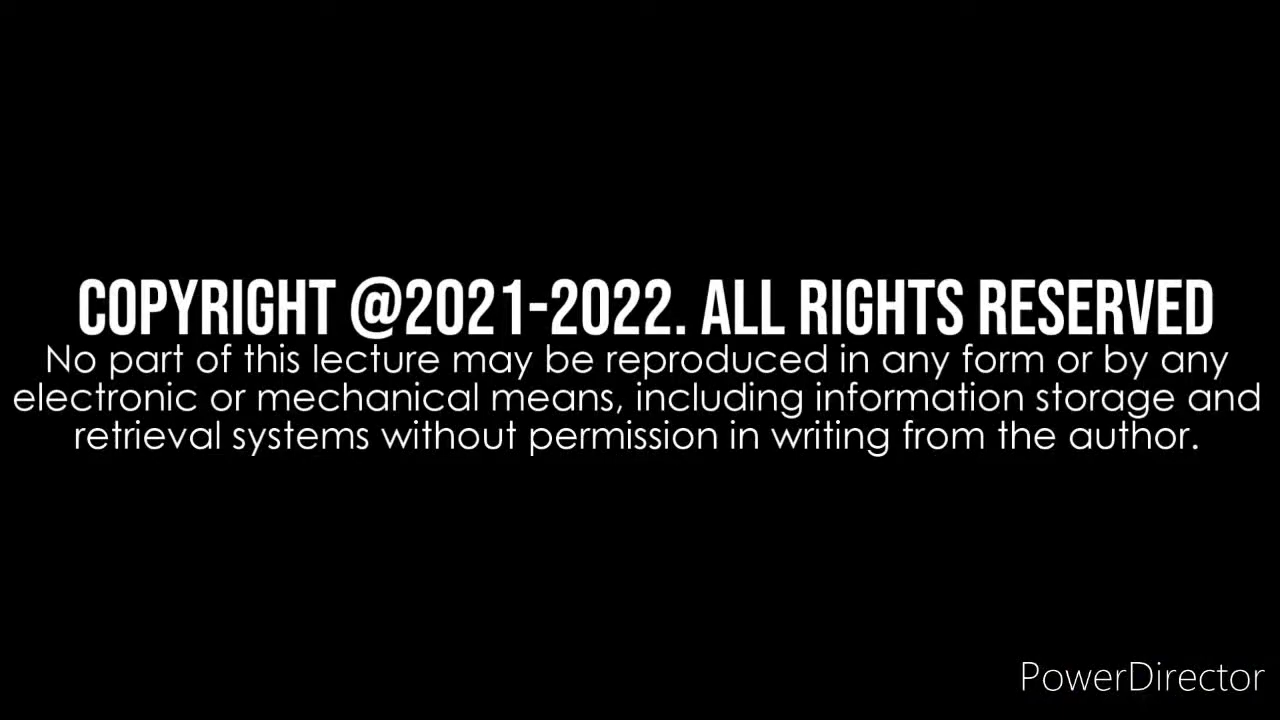 COPYRIGHT @2021-2022. ALL RIGHTS RESERVED
No part of this lecture may be reproduced in any form or by any
electronic or mechanical means, including information storage and
retrieval systems without permission in writing from the author.
PowerDirector